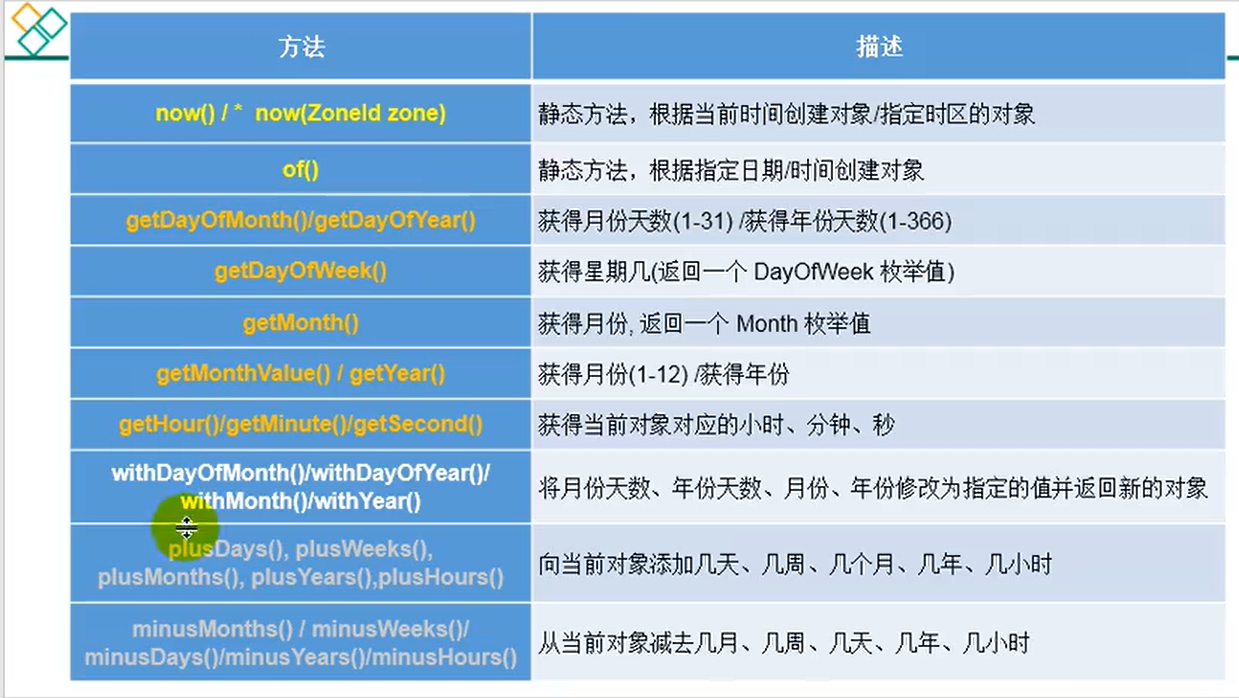 方法 描述
now() / * now(ZoneId zone) 静态方法，根据当前时间创建对象/指定时区的对象
of() 静态方法，根据指定日期/时间创建对象
getDayOfMonth()/getDayOfYear() 获得月份天数(1-31) /获得年份天数(1-366)
getDayOfWeek() 获得星期几(返回一个 DayOfWeek 枚举值)
getMonth() 获得月份, 返回一个 Month 枚举值
getMonthValue() / getYear() 获得月份(1-12) /获得年份
getHour()/getMinute()/getSecond() 获得当前对象对应的小时、分钟、秒
withDayOfMonth()/withDayOfYear()/
withMonth()/withYear()
将月份天数、年份天数、月份、年份修改为指定的值并返回新的对象
plusDays(), plusWeeks(),
plusMonths(), plusYears(),plusHours()
向当前对象添加几天、几周、几个月、几年、几小时
minusMonths() / minusWeeks()/
minusDays()/minusYears()/minusHours()
从当前对象减去几月、几周、几天、几年、几小时